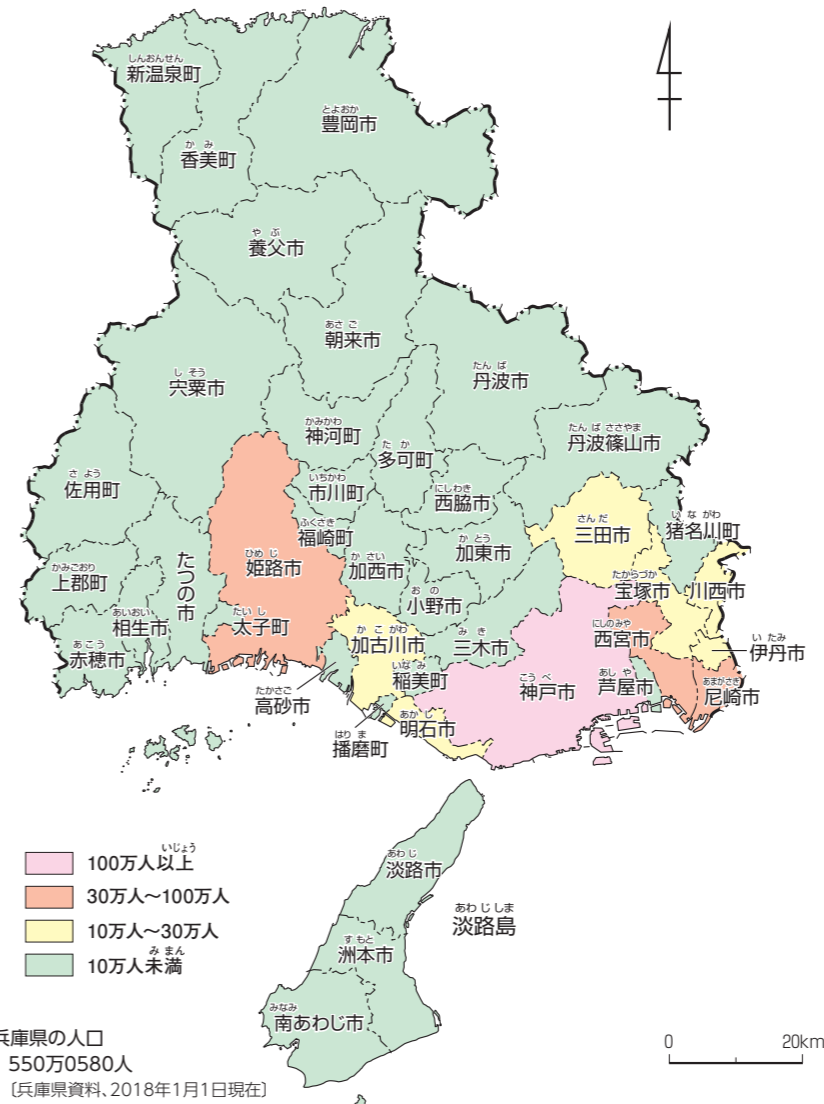 しんおんせん
新温泉町
とよおか
豊岡市
かみ
香美町
やぶ
養父市
あさご
朝来市
しそう
宍粟市
たんば
丹波市
かみかわ
神河町
たか
多可町
たんばささやま
丹波篠山市
さよう
佐用町
いちかわ
市川町
にしわき
西脇市
さんだ
三田市
いながわ
猪名川町
ふくさき
福崎町
かとう
加東市
ひめじ
姫路市
かさい
加西市
たつの市
かみごおり
上郡町
たからづか
宝塚市
川西市
おの
小野市
あいおい
相生市
たいし
太子町
かこがわ
加古川市
みき
三木市
にしのみや
西宮市
いたみ
伊丹市
あこう
赤穂市
いなみ
稲美町
こうべ
神戸市
あしや
芦屋市
あまがさき
尼崎市
たかさご
高砂市
あかし
明石市
はりま
播磨町
いじょう
100万人以上
30万人～100万人
10万人～30万人
みまん
10万人未満
あわじ
淡路市
あわじしま
淡路島
すもと
洲本市
みなみ
南あわじ市
兵庫県の人口
550万0580人
〔兵庫県資料、2018年1月1日現在〕
0 20km